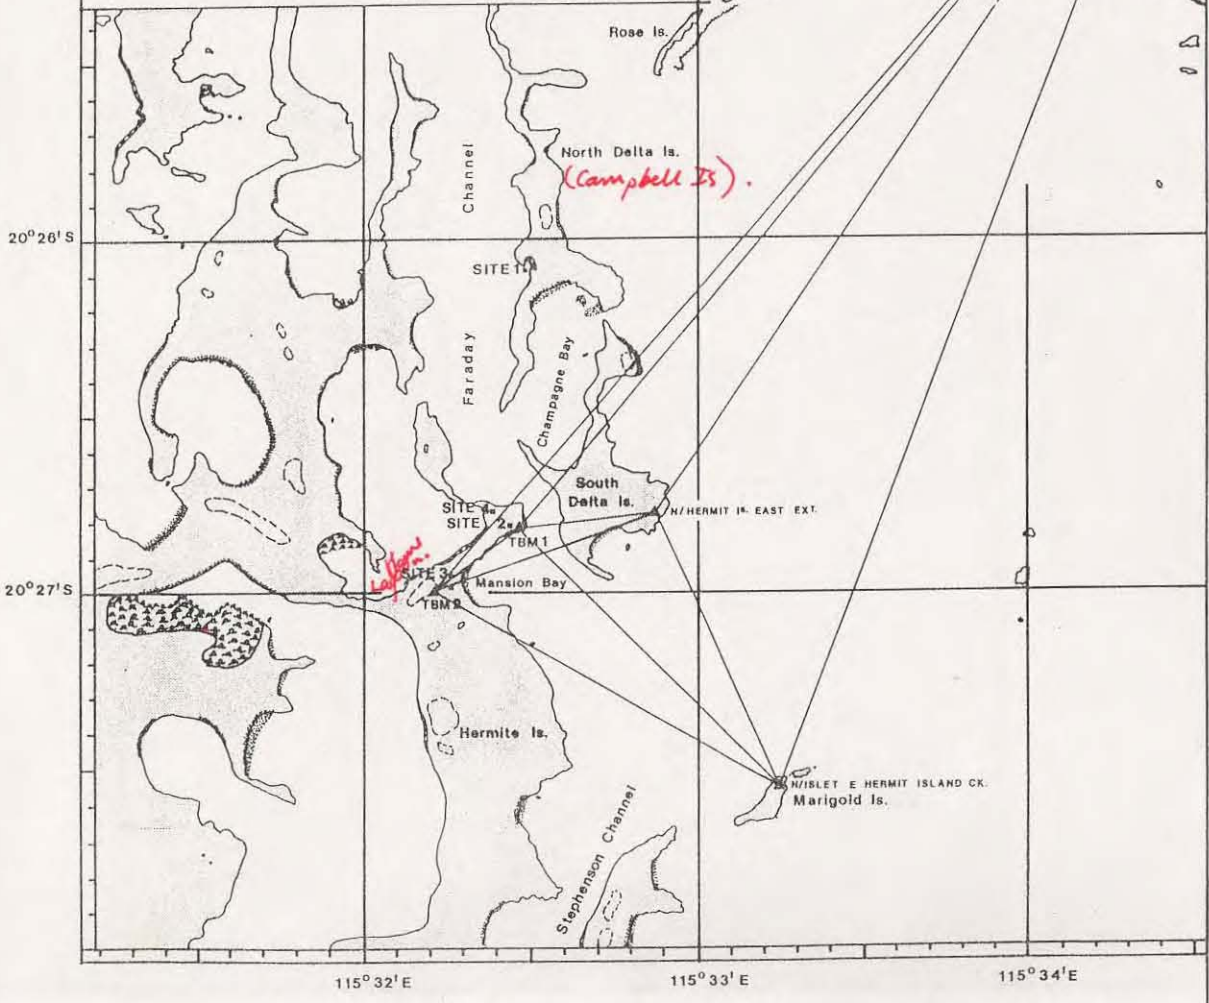 Rose Is.
North Delta Is.
(Campbell Is).
Channel
20°26'S
SITE 1
Faraday
Champagne Bay
South
Delta Is.
SITE 4
SITE 2
N/HERMIT IS. EAST EXT.
TBM 1
SITE 3
Mansion Bay
20°27'S
TBM 2
Hermite Is.
N/ISLET E HERMIT ISLAND CK.
Marigold Is.
Stephenson Channel
115°32'E
115°33'E
115°34'E